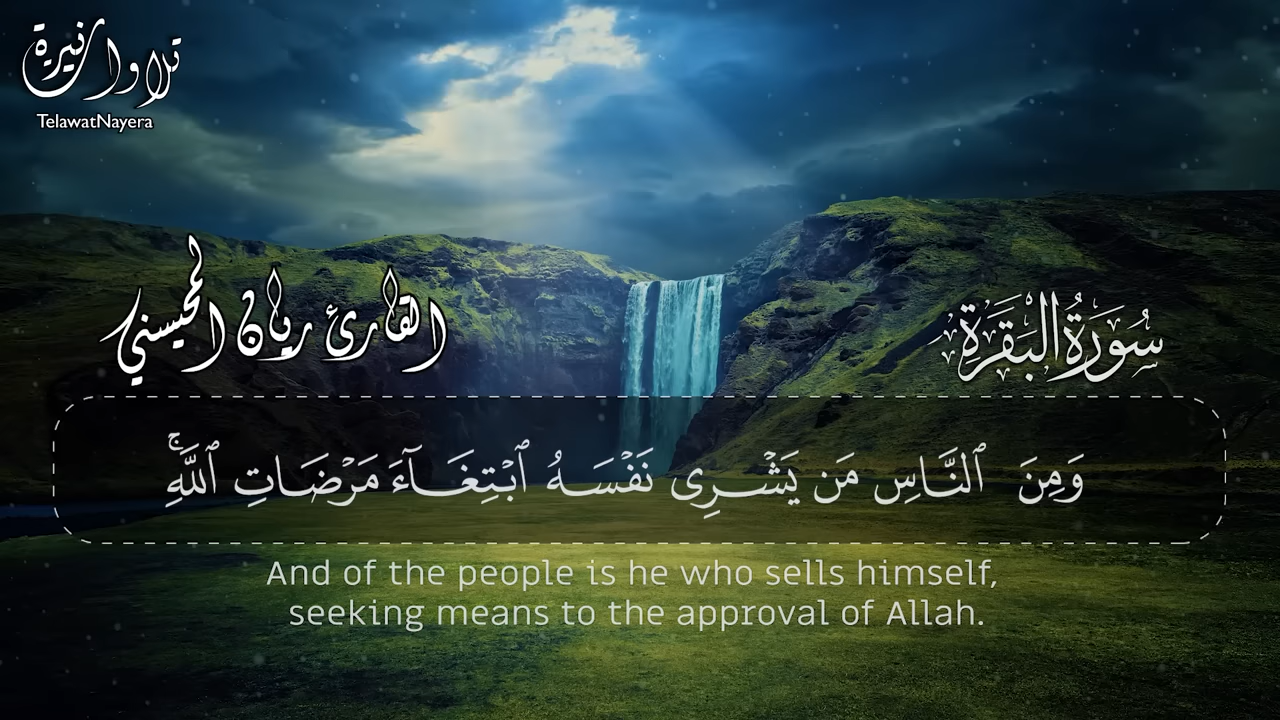 تلاوات نيرة
TelawatNayera
سُورَةُ البَقَرَةِ
القارئ ريان المحيسني
وَمِنَ ٱلنَّاسِ مَن يَشْرِى نَفْسَهُ ٱبْتِغَآءَ مَرْضَاتِ ٱللَّهِۚ
And of the people is he who sells himself,
seeking means to the approval of Allah.